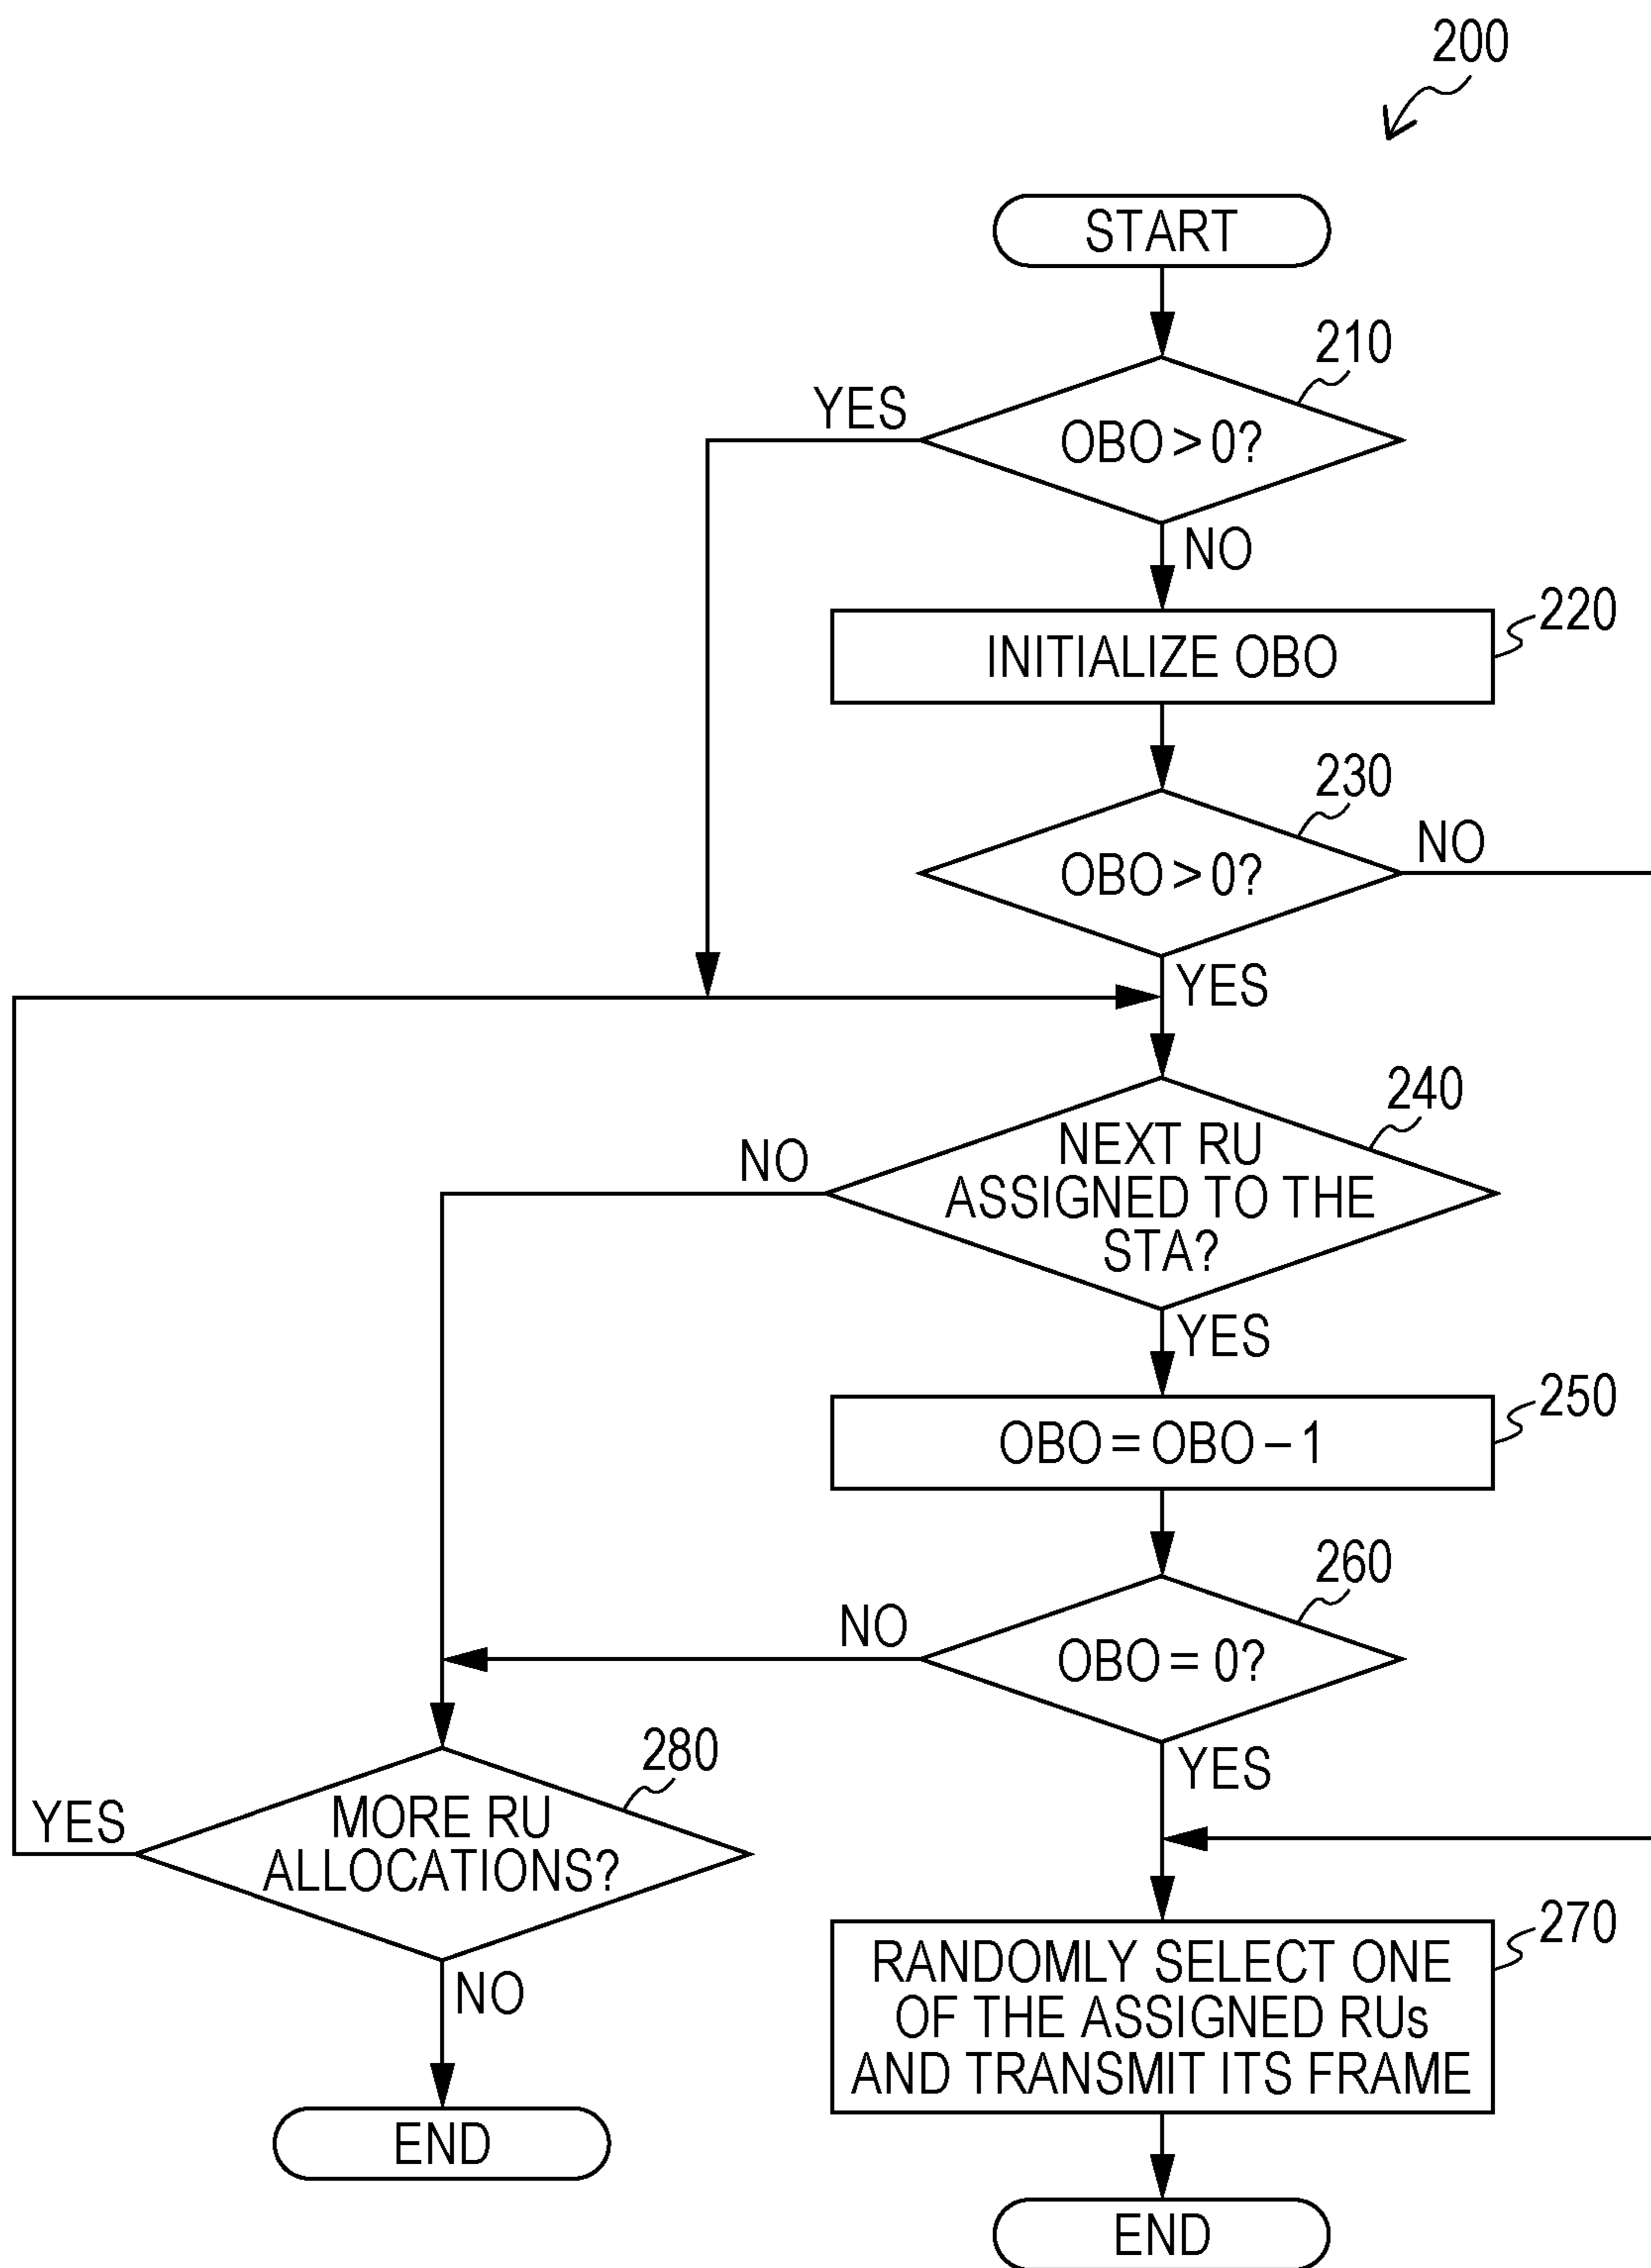 200
START
210
YES
OBO > 0?
NO
220
INITIALIZE OBO
230
NO
OBO > 0?
YES
240
NO
NEXT RU
ASSIGNED TO THE
STA?
YES
250
OBO = OBO – 1
260
NO
OBO = 0?
YES
280
YES
MORE RU
ALLOCATIONS?
NO
270
RANDOMLY SELECT ONE
OF THE ASSIGNED RUs
AND TRANSMIT ITS FRAME
END
END